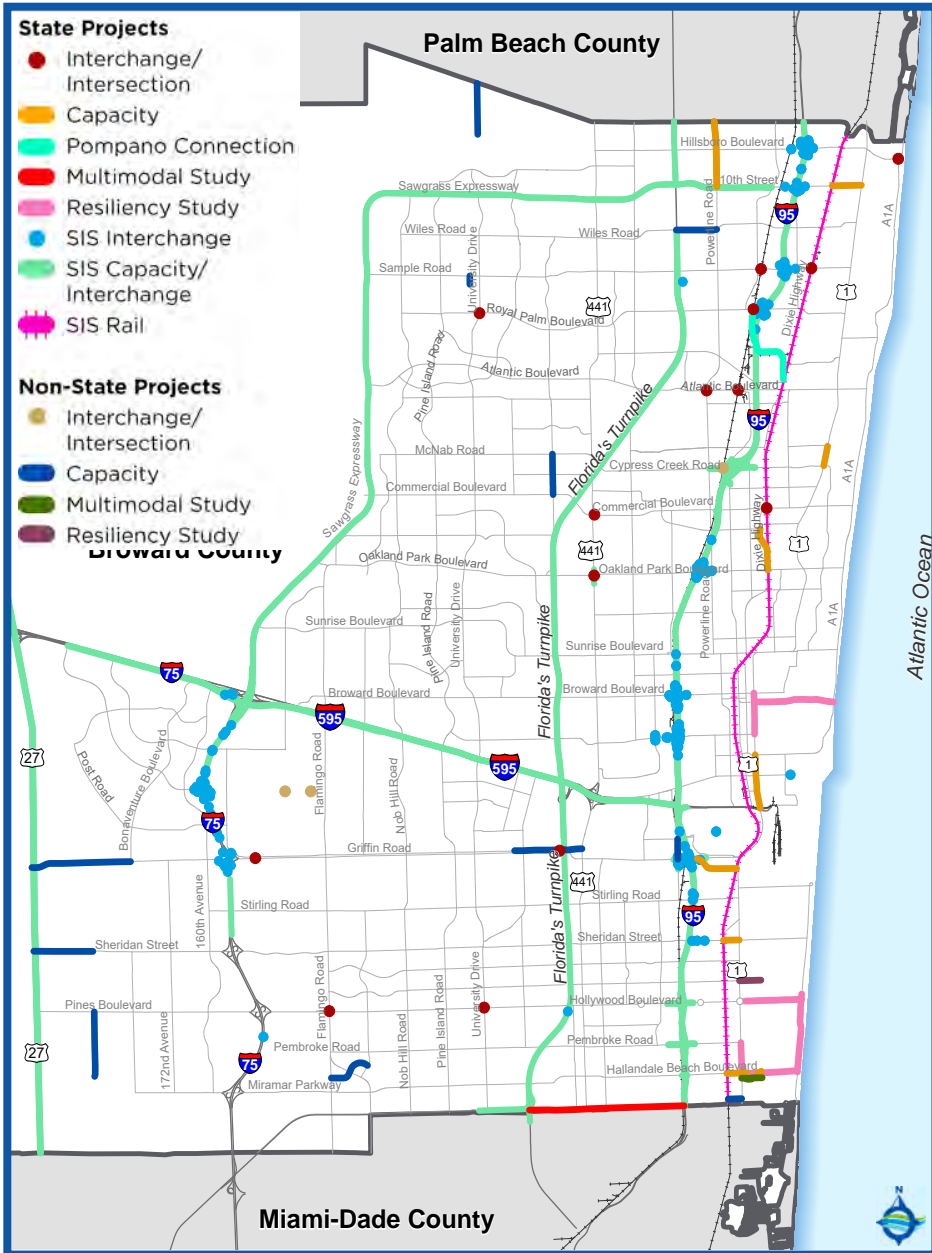 State Projects
Interchange/
Intersection
Capacity
Pompano Connection
Multimodal Study
Resiliency Study
SIS Interchange
SIS Capacity/
Interchange
SIS Rail
Non-State Projects
Interchange/
Intersection
Capacity
Multimodal Study
Resiliency Study
Broward County
Palm Beach County
Hillsboro Boulevard
10th Street
Sawgrass Expressway
95
A1A
Wiles Road
Wiles Road
Powerline Road
University Drive
Sample Road
441
1
Dixie Highway
Royal Palm Boulevard
Pine Island Road
Atlantic Boulevard
Atlantic Boulevard
Florida's Turnpike
95
McNab Road
Cypress Creek Road
A1A
Commercial Boulevard
Commercial Boulevard
Sawgrass Expressway
Dixie Highway
441
1
Oakland Park Boulevard
Oakland Park Boulevard
Atlantic Ocean
Pine Island Road
University Drive
Powerline Road
A1A
Sunrise Boulevard
Florida's Turnpike
Sunrise Boulevard
75
Broward Boulevard
Broward Boulevard
595
27
Post Road
Bonaventure Boulevard
Flamingo Road
Nob Hill Road
595
1
75
Griffin Road
441
Florida's Turnpike
Stirling Road
160th Avenue
Stirling Road
95
Sheridan Street
Sheridan Street
1
Pines Boulevard
Flamingo Road
Pine Island Road
University Drive
Hollywood Boulevard
27
172nd Avenue
75
Pembroke Road
Nob Hill Road
Pembroke Road
Miramar Parkway
Hallandale Beach Boulevard
Miami-Dade County
N